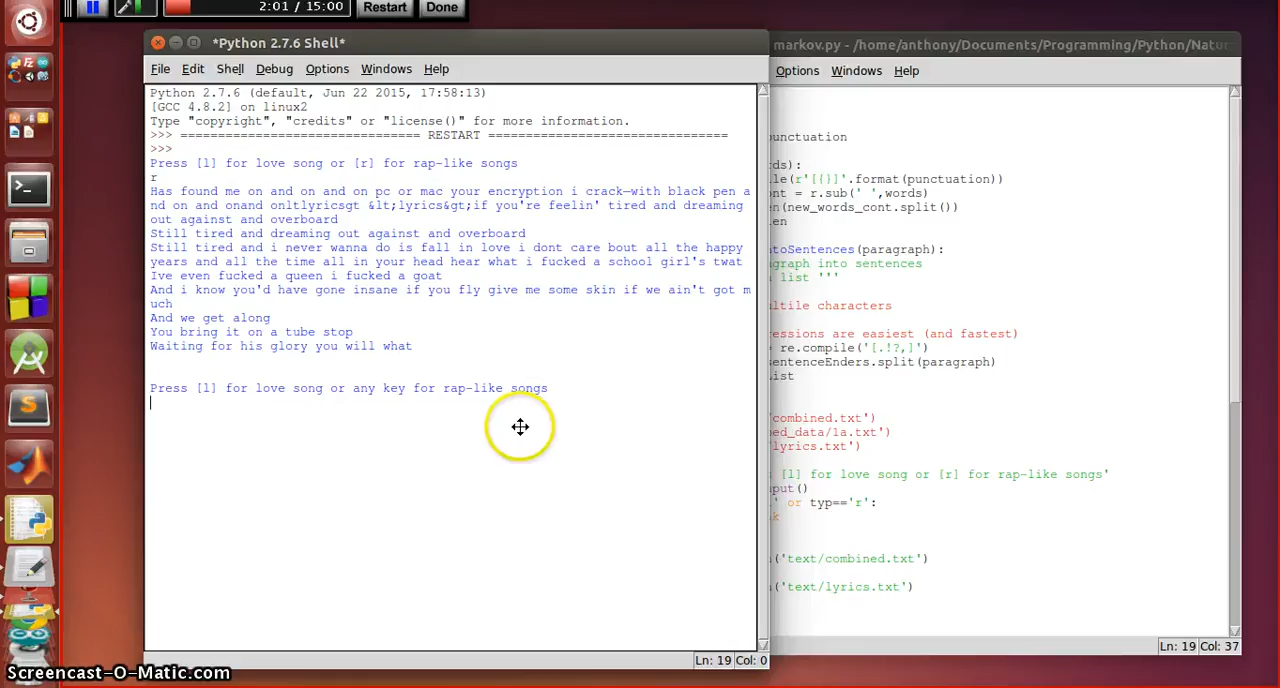 2:01 / 15:00
Restart
Done
*Python 2.7.6 Shell*
File Edit Shell Debug Options Windows Help
Python 2.7.6 (default, Jun 22 2015, 17:58:13)
[GCC 4.8.2] on linux2
Type "copyright", "credits" or "license()" for more information.
>>> ================================ RESTART ================================
>>>
Press [l] for love song or [r] for rap-like songs
r
Has found me on and on and on pc or mac your encryption i crack—with black pen a
nd on and onand onltlyricsgt &lt;lyrics&gt;if you're feelin' tired and dreaming
out against and overboard
Still tired and dreaming out against and overboard
Still tired and i never wanna do is fall in love i dont care bout all the happy
years and all the time all in your head hear what i fucked a school girl's twat
Ive even fucked a queen i fucked a goat
And i know you'd have gone insane if you fly give me some skin if we ain't got m
uch
And we get along
You bring it on a tube stop
Waiting for his glory you will what
Press [l] for love song or any key for rap-like songs
Ln: 19 Col: 0
markov.py - /home/anthony/Documents/Programming/Python/Natu
Options Windows Help
punctuation
rds):
ile(r'[{}]'.format(punctuation))
ont = r.sub(' ',words)
en(new_words_cont.split())
en
ntoSentences(paragraph):
agraph into sentences
n list '''
ltile characters
ressions are easiest (and fastest)
= re.compile('[.!?,]')
sentenceEnders.split(paragraph)
ist
'combined.txt')
ped_data/1a.txt')
'lyrics.txt')
s [l] for love song or [r] for rap-like songs'
put()
' or typ=='r':
k
n('text/combined.txt')
n('text/lyrics.txt')
Ln: 19 Col: 37
Screencast-O-Matic.com